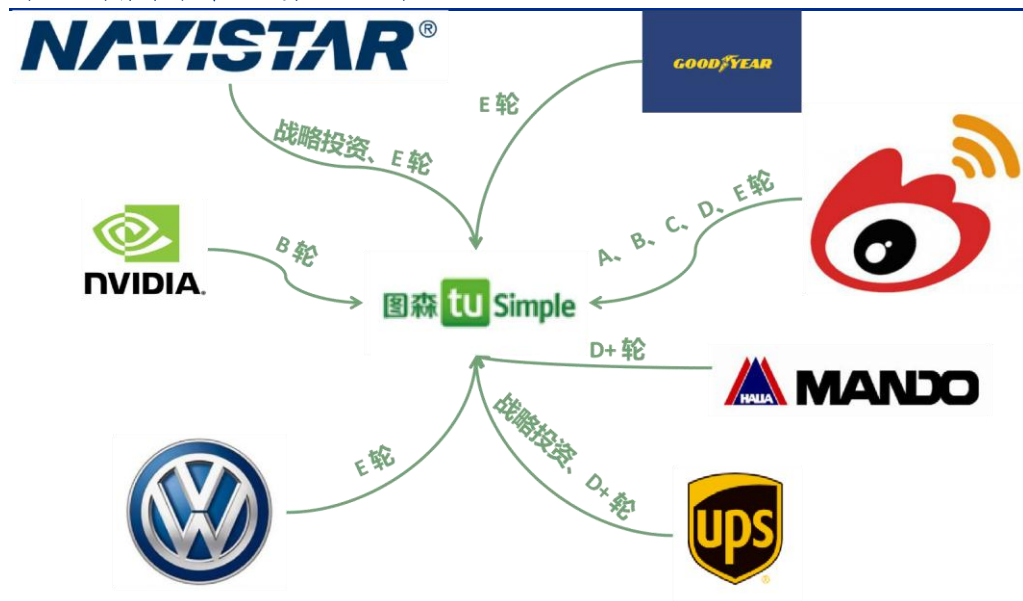 NAVISTAR®
GOODYEAR
E 轮
战略投资、E 轮
A、B、C、D、E 轮
B 轮
NVIDIA.
图森 tu Simple
D+ 轮
HALLA MANDO
战略投资、D+ 轮
E 轮
ups